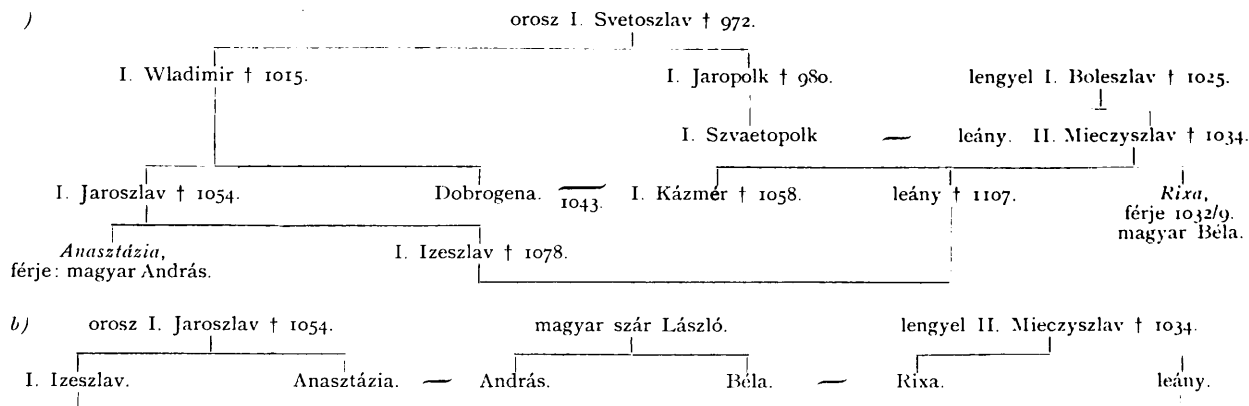 ) orosz I. Svetoszlav † 972.
I. Wladimir † 1015. I. Jaropolk † 980. lengyel I. Boleszlav † 1025.
I. Szvaetopolk — leány. II. Mieczyszlav † 1034.
I. Jaroszlav † 1054. Dobrogena. 1043. I. Kázmér † 1058. leány † 1107. Rixa,
férje 1032/9.
magyar Béla.
Anasztázia, I. Izeszlav † 1078.
férje: magyar András.
b) orosz I. Jaroszlav † 1054. magyar szár László. lengyel II. Mieczyszlav † 1034.
I. Izeszlav. Anasztázia. — András. Béla. — Rixa. leány.